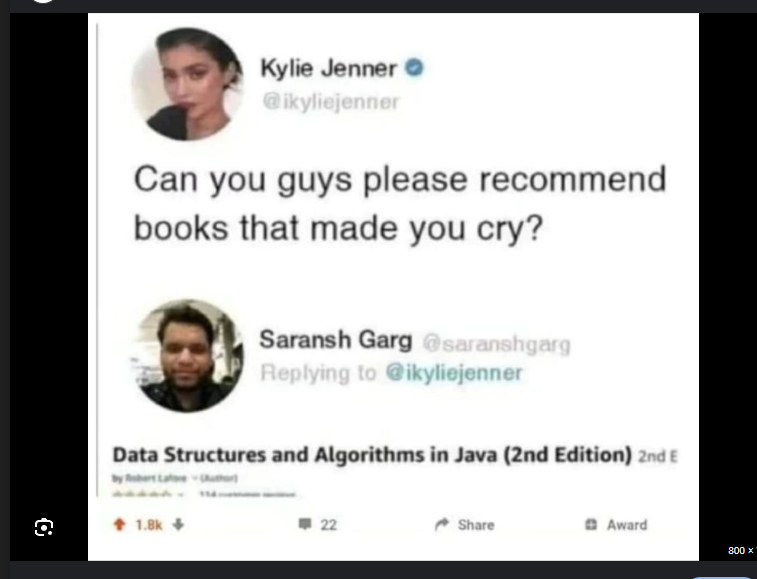 Kylie Jenner
@ikyliejenner
Can you guys please recommend
books that made you cry?
Saransh Garg @saranshgarg
Replying to @ikyliejenner
Data Structures and Algorithms in Java (2nd Edition) 2nd E
by Robert Lafore (Author)
1.8k
22
Share
Award
800 ×